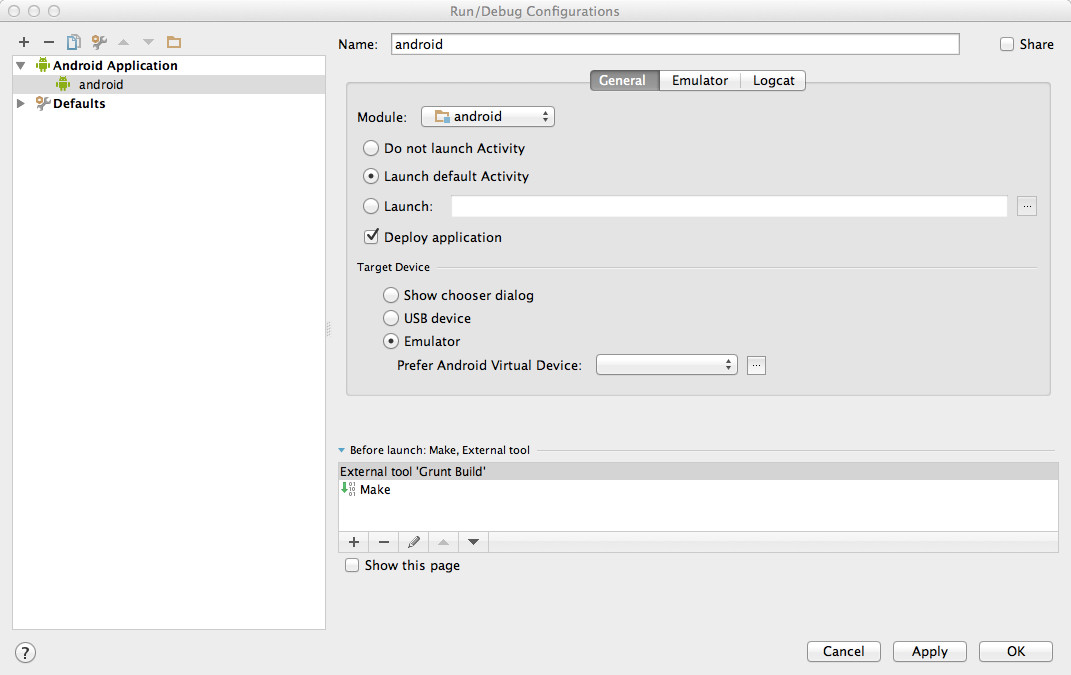 Run/Debug Configurations
Name: android Share
Android Application
android
Defaults
General Emulator Logcat
Module: android
Do not launch Activity
Launch default Activity
Launch: ...
Deploy application
Target Device
Show chooser dialog
USB device
Emulator
Prefer Android Virtual Device: ...
Before launch: Make, External tool
External tool 'Grunt Build'
Make
Show this page
? Cancel Apply OK